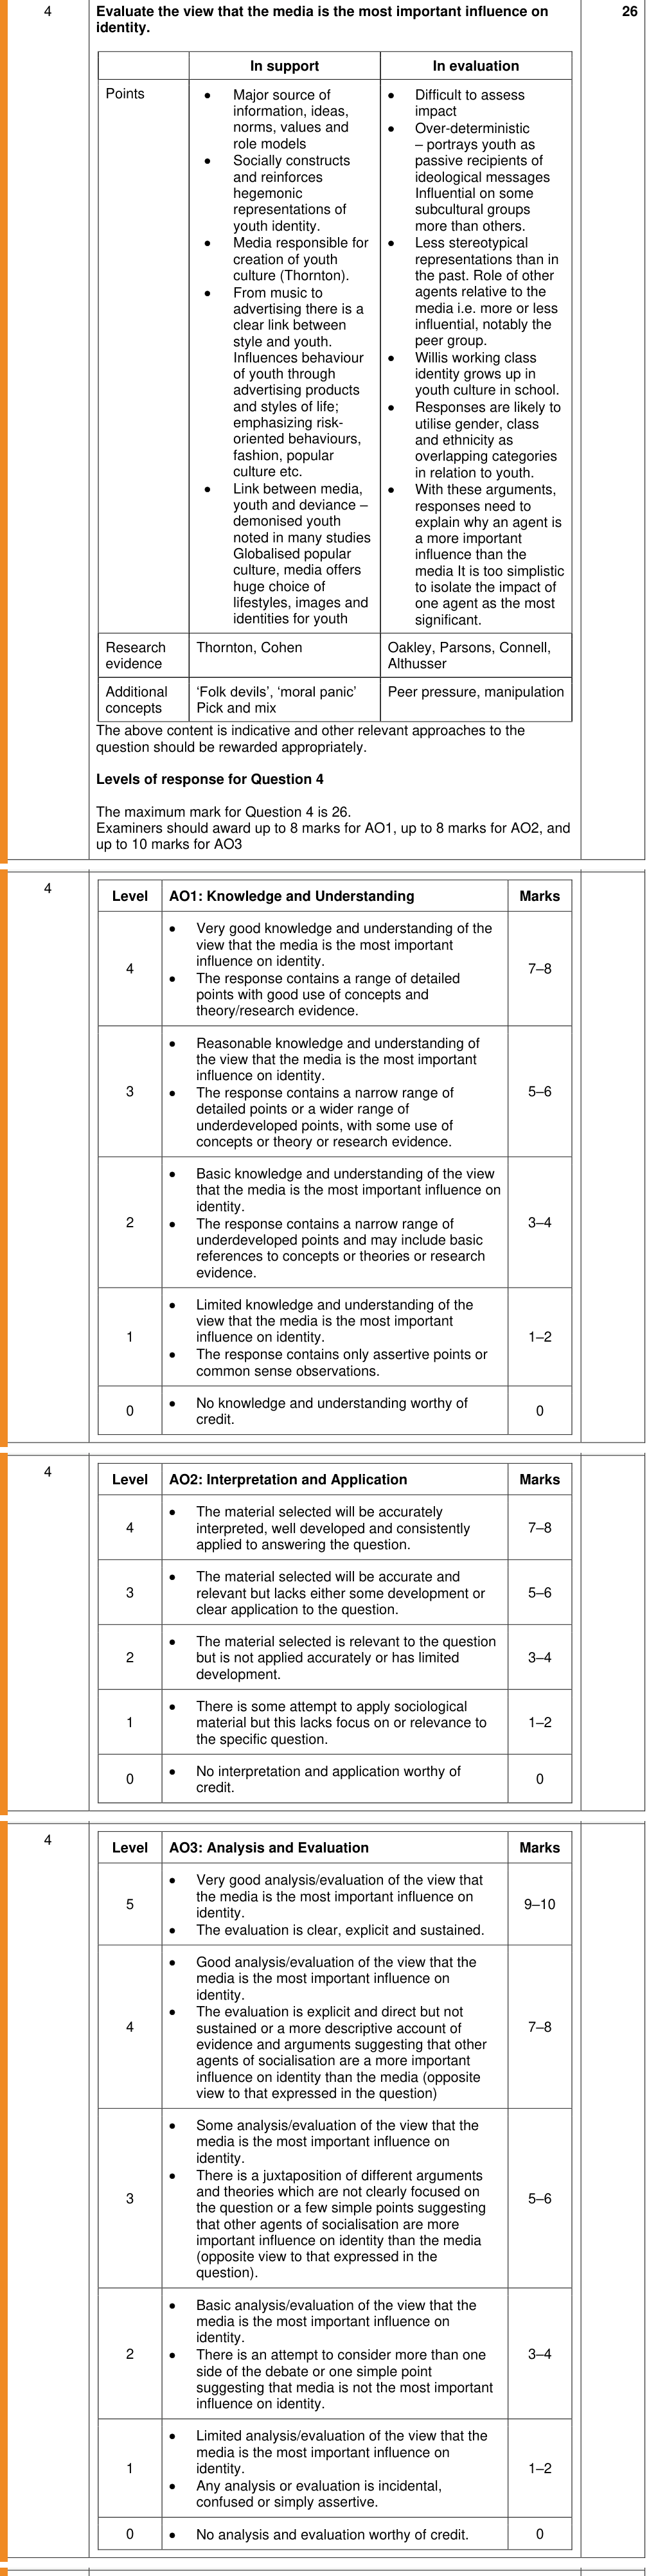 4
Evaluate the view that the media is the most important influence on
identity.
26
In support
In evaluation
Points
● Major source of
information, ideas,
norms, values and
role models
● Socially constructs
and reinforces
hegemonic
representations of
youth identity.
● Media responsible for
creation of youth
culture (Thornton).
● From music to
advertising there is a
clear link between
style and youth.
Influences behaviour
of youth through
advertising products
and styles of life;
emphasizing risk-
oriented behaviours,
fashion, popular
culture etc.
● Link between media,
youth and deviance –
demonised youth
noted in many studies
Globalised popular
culture, media offers
huge choice of
lifestyles, images and
identities for youth
● Difficult to assess
impact
● Over-deterministic
– portrays youth as
passive recipients of
ideological messages
Influential on some
subcultural groups
more than others.
● Less stereotypical
representations than in
the past. Role of other
agents relative to the
media i.e. more or less
influential, notably the
peer group.
● Willis working class
identity grows up in
youth culture in school.
● Responses are likely to
utilise gender, class
and ethnicity as
overlapping categories
in relation to youth.
● With these arguments,
responses need to
explain why an agent is
a more important
influence than the
media It is too simplistic
to isolate the impact of
one agent as the most
significant.
Research
evidence
Thornton, Cohen
Oakley, Parsons, Connell,
Althusser
Additional
concepts
‘Folk devils’, ‘moral panic’
Pick and mix
Peer pressure, manipulation
The above content is indicative and other relevant approaches to the
question should be rewarded appropriately.
Levels of response for Question 4
The maximum mark for Question 4 is 26.
Examiners should award up to 8 marks for AO1, up to 8 marks for AO2, and
up to 10 marks for AO3
4
Level
AO1: Knowledge and Understanding
Marks
4
● Very good knowledge and understanding of the
view that the media is the most important
influence on identity.
● The response contains a range of detailed
points with good use of concepts and
theory/research evidence.
7–8
3
● Reasonable knowledge and understanding of
the view that the media is the most important
influence on identity.
● The response contains a narrow range of
detailed points or a wider range of
underdeveloped points, with some use of
concepts or theory or research evidence.
5–6
2
● Basic knowledge and understanding of the view
that the media is the most important influence on
identity.
● The response contains a narrow range of
underdeveloped points and may include basic
references to concepts or theories or research
evidence.
3–4
1
● Limited knowledge and understanding of the
view that the media is the most important
influence on identity.
● The response contains only assertive points or
common sense observations.
1–2
0
● No knowledge and understanding worthy of
credit.
0
4
Level
AO2: Interpretation and Application
Marks
4
● The material selected will be accurately
interpreted, well developed and consistently
applied to answering the question.
7–8
3
● The material selected will be accurate and
relevant but lacks either some development or
clear application to the question.
5–6
2
● The material selected is relevant to the question
but is not applied accurately or has limited
development.
3–4
1
● There is some attempt to apply sociological
material but this lacks focus on or relevance to
the specific question.
1–2
0
● No interpretation and application worthy of
credit.
0
4
Level
AO3: Analysis and Evaluation
Marks
5
● Very good analysis/evaluation of the view that
the media is the most important influence on
identity.
● The evaluation is clear, explicit and sustained.
9–10
4
● Good analysis/evaluation of the view that the
media is the most important influence on
identity.
● The evaluation is explicit and direct but not
sustained or a more descriptive account of
evidence and arguments suggesting that other
agents of socialisation are a more important
influence on identity than the media (opposite
view to that expressed in the question)
7–8
3
● Some analysis/evaluation of the view that the
media is the most important influence on
identity.
● There is a juxtaposition of different arguments
and theories which are not clearly focused on
the question or a few simple points suggesting
that other agents of socialisation are more
important influence on identity than the media
(opposite view to that expressed in the
question).
5–6
2
● Basic analysis/evaluation of the view that the
media is the most important influence on
identity.
● There is an attempt to consider more than one
side of the debate or one simple point
suggesting that media is not the most important
influence on identity.
3–4
1
● Limited analysis/evaluation of the view that the
media is the most important influence on
identity.
● Any analysis or evaluation is incidental,
confused or simply assertive.
1–2
0
● No analysis and evaluation worthy of credit.
0